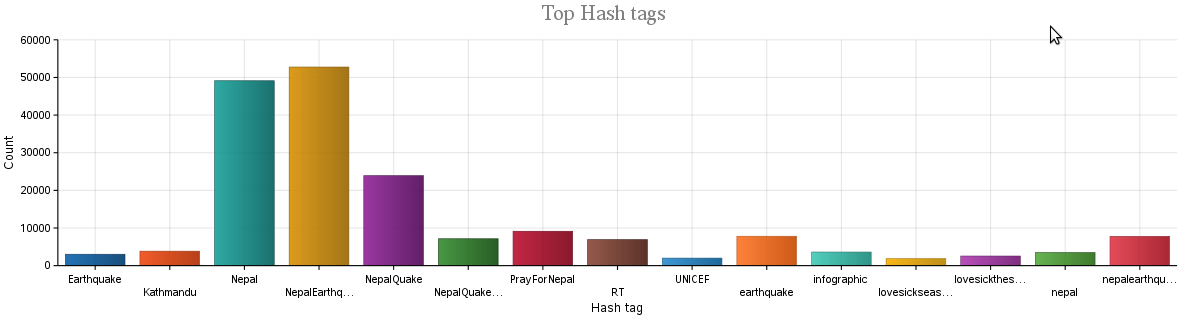 Top Hash tags
60000
50000
40000
30000
20000
10000
0
Count
Earthquake
Kathmandu
Nepal
NepalEarthq...
NepalQuake
NepalQuake...
PrayForNepal
RT
UNICEF
earthquake
infographic
lovesickseas...
lovesickthes...
nepal
nepalearthqu...
Hash tag